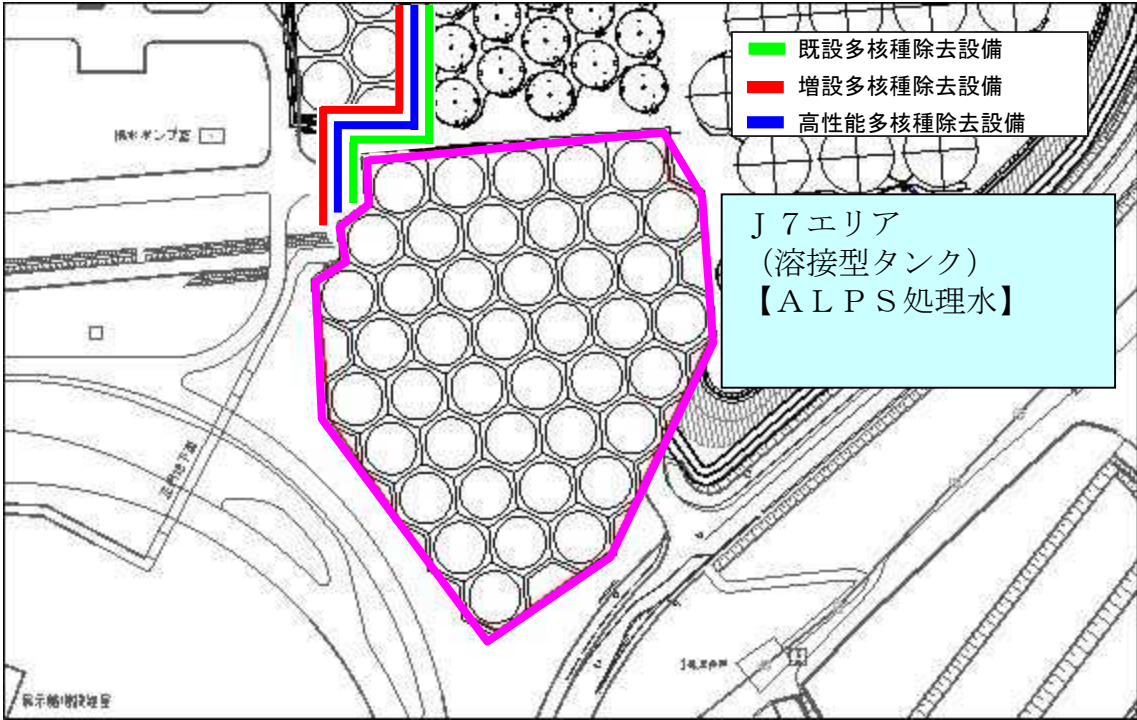 既設多核種除去設備
増設多核種除去設備
高性能多核種除去設備
Ｊ７エリア
（溶接型タンク）
【ＡＬＰＳ処理水】